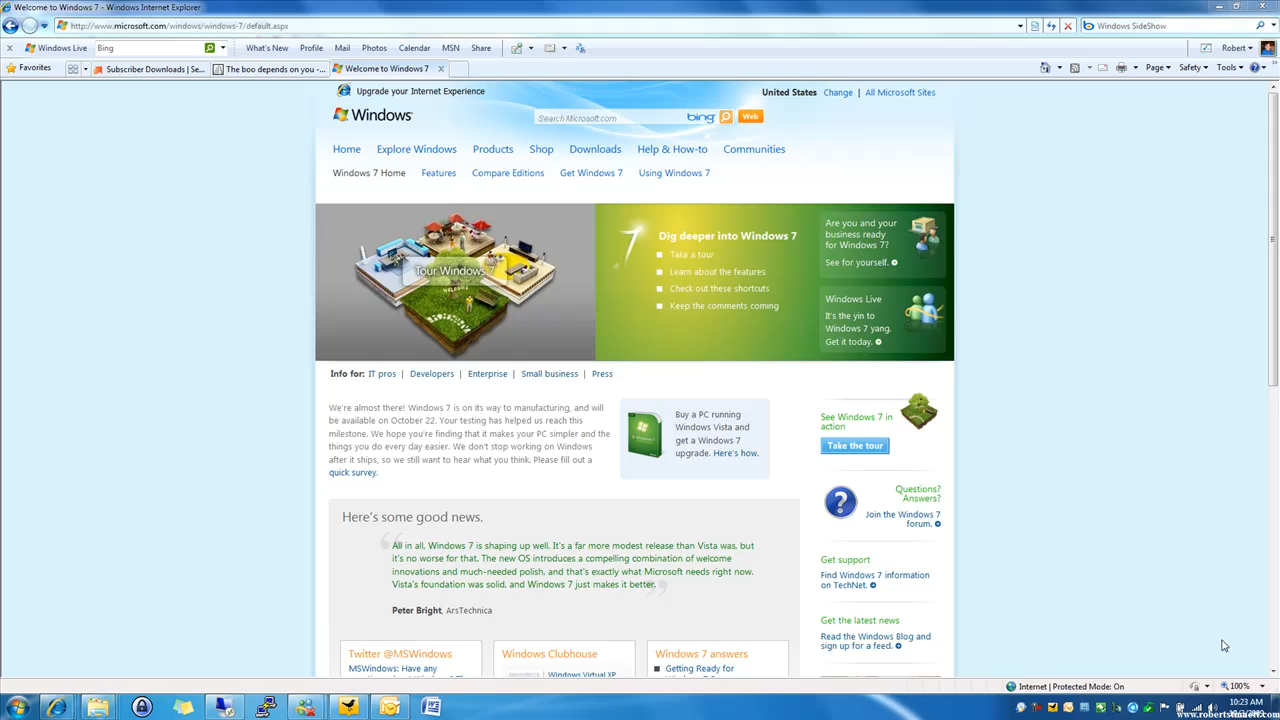 Welcome to Windows 7 - Windows Internet Explorer
http://www.microsoft.com/windows/windows-7/default.aspx
Windows SideShow
Windows Live Bing What's New Profile Mail Photos Calendar MSN Share Robert
Favorites Subscriber Downloads | Se... The boo depends on you - ... Welcome to Windows 7 Page Safety Tools
Upgrade your Internet Experience
United States Change | All Microsoft Sites
Windows
Search Microsoft.com bing Web
Home Explore Windows Products Shop Downloads Help & How-to Communities
Windows 7 Home Features Compare Editions Get Windows 7 Using Windows 7
Tour Windows 7
WELCOME
7
Dig deeper into Windows 7
Take a tour
Learn about the features
Check out these shortcuts
Keep the comments coming
Are you and your
business ready
for Windows 7?
See for yourself.
Windows Live
It's the yin to
Windows 7 yang.
Get it today.
Info for: IT pros | Developers | Enterprise | Small business | Press
We're almost there! Windows 7 is on its way to manufacturing, and will
be available on October 22. Your testing has helped us reach this
milestone. We hope you're finding that it makes your PC simpler and the
things you do every day easier. We don't stop working on Windows
after it ships, so we still want to hear what you think. Please fill out a
quick survey.
Buy a PC running
Windows Vista and
get a Windows 7
upgrade. Here's how.
See Windows 7 in
action
Take the tour
Questions?
Answers?
Join the Windows 7
forum.
Here's some good news.
All in all, Windows 7 is shaping up well. It's a far more modest release than Vista was, but
it's no worse for that. The new OS introduces a compelling combination of welcome
innovations and much-needed polish, and that's exactly what Microsoft needs right now.
Vista's foundation was solid, and Windows 7 just makes it better.
Peter Bright, ArsTechnica
Get support
Find Windows 7 information
on TechNet.
Get the latest news
Read the Windows Blog and
sign up for a feed.
Twitter @MSWindows
MSWindows: Have any
Windows Clubhouse
Windows Virtual XP
Windows 7 answers
Getting Ready for
Internet | Protected Mode: On
100%
10:23 AM